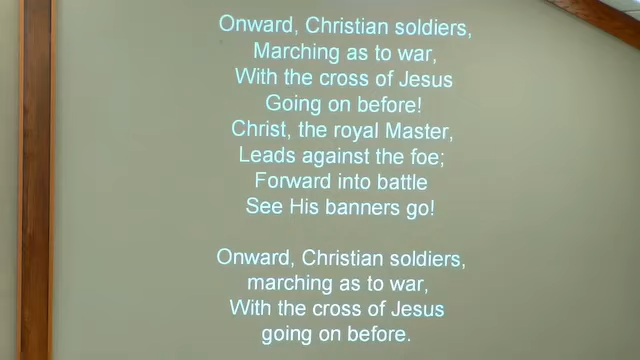 Onward, Christian soldiers,
Marching as to war,
With the cross of Jesus
Going on before!
Christ, the royal Master,
Leads against the foe;
Forward into battle
See His banners go!
Onward, Christian soldiers,
marching as to war,
With the cross of Jesus
going on before.